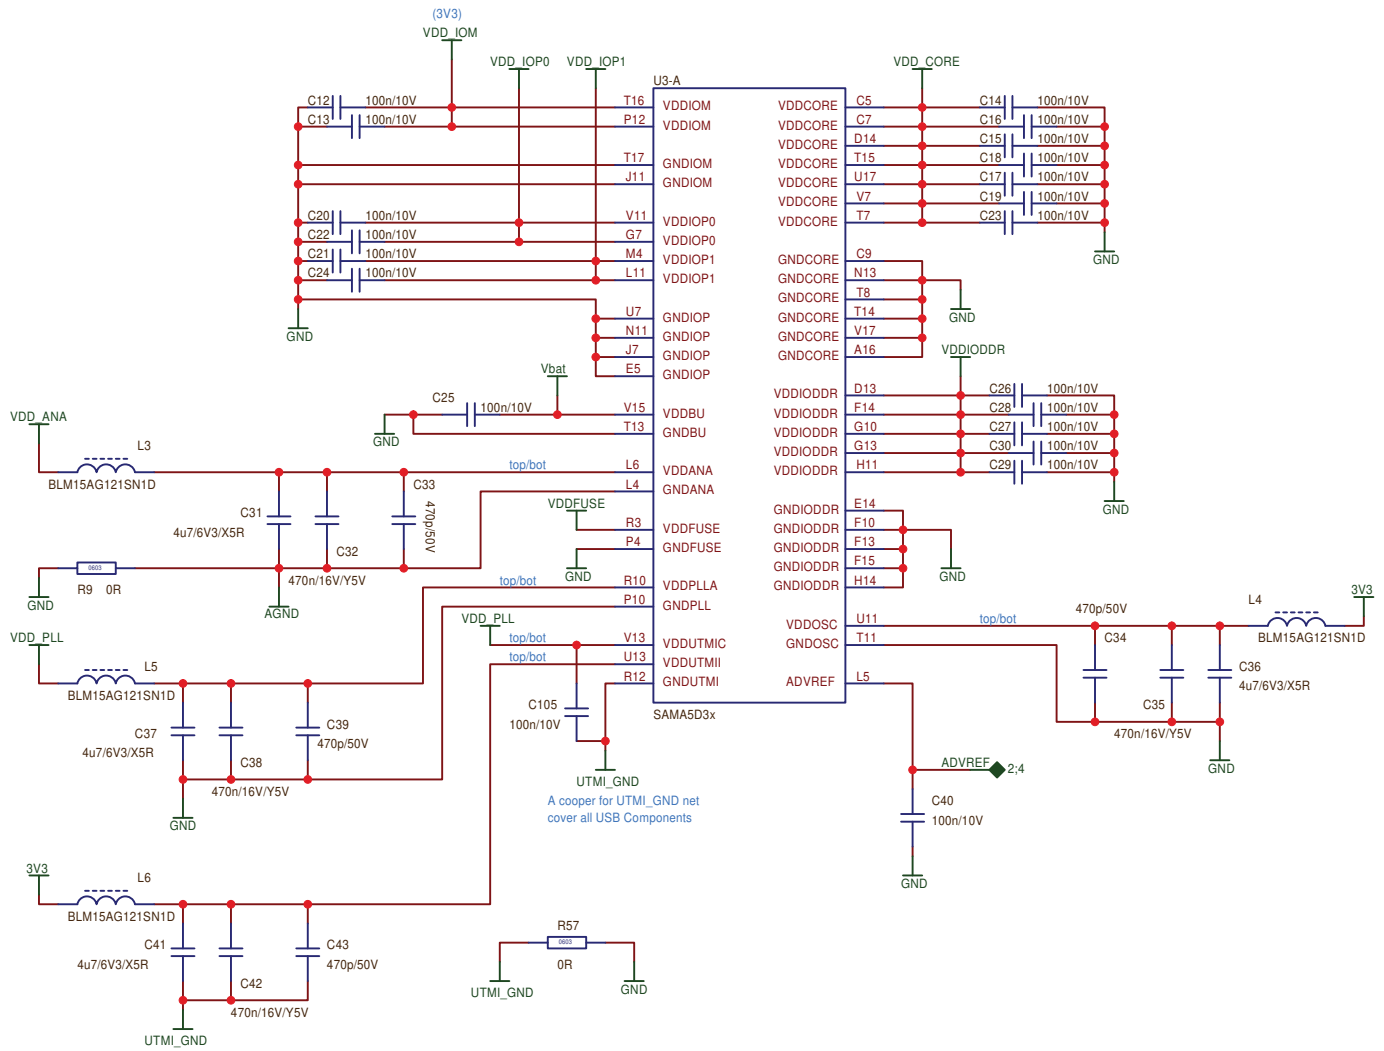 (3V3)
VDD_IOM
VDD_IOP0 VDD_IOP1
VDD_CORE
U3-A
C12 100n/10V T16 VDDIOM VDDCORE C5 C14 100n/10V
C13 100n/10V P12 VDDIOM VDDCORE C7 C16 100n/10V
VDDCORE D14 C15 100n/10V
T17 GNDIOM VDDCORE T15 C18 100n/10V
J11 GNDIOM VDDCORE U17 C17 100n/10V
VDDCORE V7 C19 100n/10V
C20 100n/10V V11 VDDIOP0 VDDCORE T7 C23 100n/10V
C22 100n/10V G7 VDDIOP0
C21 100n/10V M4 VDDIOP1 GNDCORE C9 GND
C24 100n/10V L11 VDDIOP1 GNDCORE N13
GNDCORE T8
U7 GNDIOP GNDCORE T14 GND
GND N11 GNDIOP GNDCORE V17
J7 GNDIOP GNDCORE A16 VDDIODDR
Vbat E5 GNDIOP
C25 100n/10V V15 VDDBU VDDIODDR D13 C26 100n/10V
GND T13 GNDBU VDDIODDR F14 C28 100n/10V
VDDIODDR G10 C27 100n/10V
VDDIODDR G13 C30 100n/10V
VDDIODDR H11 C29 100n/10V
GND
VDD_ANA
L3
BLM15AG121SN1D
top/bot L6 VDDANA
L4 GNDANA
C31
4u7/6V3/X5R
C32
470n/16V/Y5V
C33
470p/50V
VDDFUSE
R3 VDDFUSE
P4 GNDFUSE
GND
GNDIODDR E14
GNDIODDR F10
GNDIODDR F13
GNDIODDR F15
GNDIODDR H14
GND
0603
R9 0R
GND
AGND
top/bot R10 VDDPLLA
P10 GNDPLL
VDD_PLL
L5
BLM15AG121SN1D
C37
4u7/6V3/X5R
C38
470n/16V/Y5V
C39
470p/50V
GND
VDD_PLL
top/bot V13 VDDUTMIC
top/bot U13 VDDUTMII
R12 GNDUTMI
C105
100n/10V
UTMI_GND
A cooper for UTMI_GND net
cover all USB Components
SAMA5D3x
VDDOSC U11 top/bot
GNDOSC T11
ADVREF L5
470p/50V
C34
C35
470n/16V/Y5V
C36
4u7/6V3/X5R
GND
L4
BLM15AG121SN1D
3V3
ADVREF 2;4
C40
100n/10V
GND
3V3
L6
BLM15AG121SN1D
C41
4u7/6V3/X5R
C42
470n/16V/Y5V
C43
470p/50V
UTMI_GND
R57
0603
0R
UTMI_GND GND